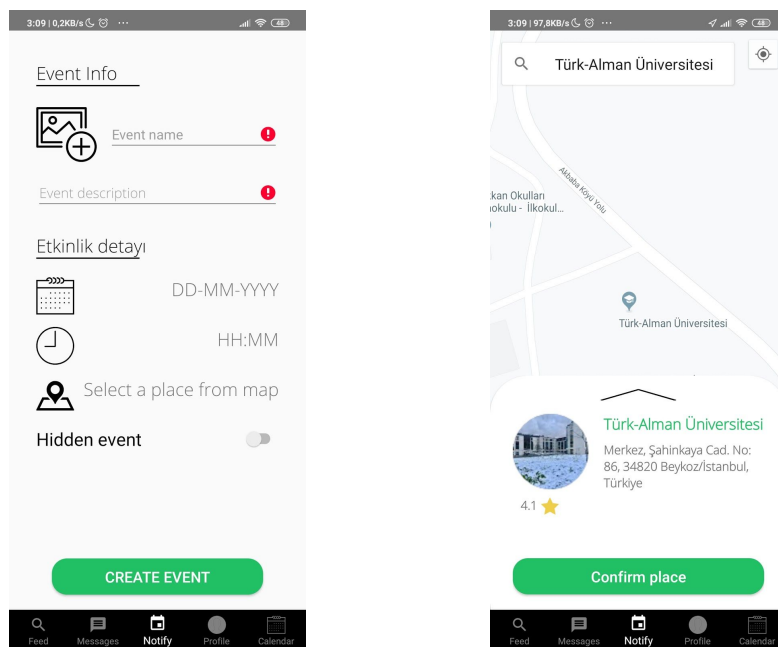 3:09 | 0,2KB/s ... 48
Event Info
Event name
Event description
Etkinlik detayı
DD-MM-YYYY
HH:MM
Select a place from map
Hidden event
CREATE EVENT
Feed Messages Notify Profile Calendar
3:09 | 97,8KB/s ... 48
Türk-Alman Üniversitesi
Akbaba Köyü Yolu
kan Okulları
okulu - İlkokul...
Türk-Alman Üniversitesi
Türk-Alman Üniversitesi
Merkez, Şahinkaya Cad. No:
86, 34820 Beykoz/İstanbul,
Türkiye
4.1
Confirm place
Feed Messages Notify Profile Calendar